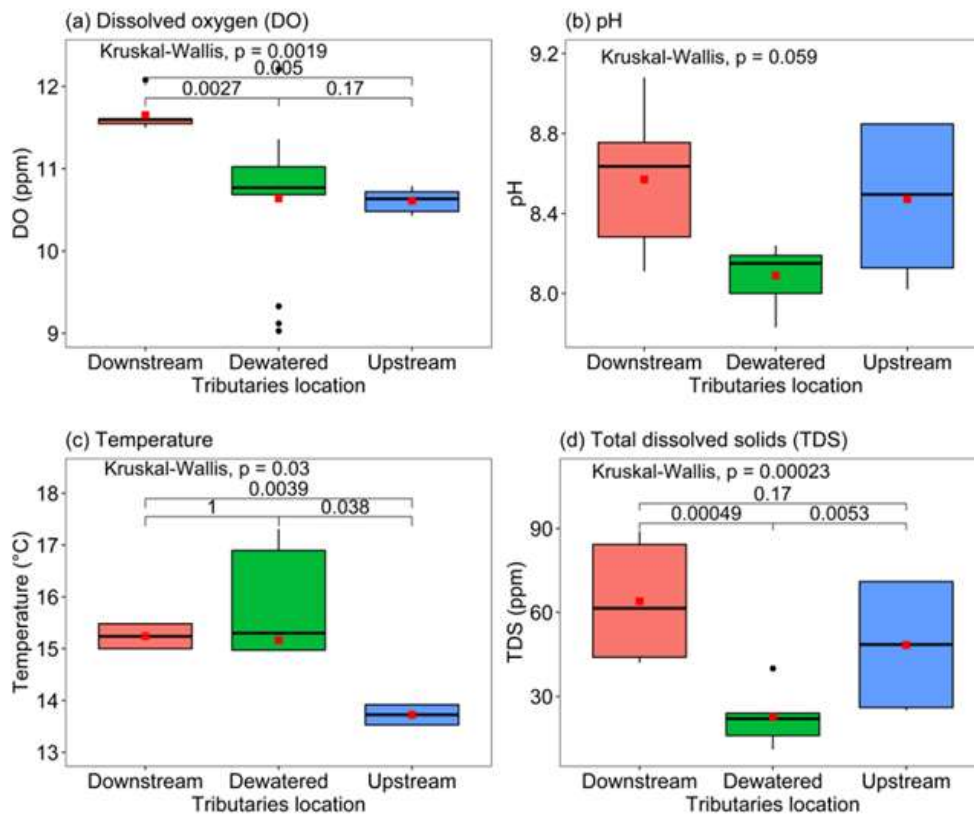 (a) Dissolved oxygen (DO)
Kruskal-Wallis, p = 0.0019
0.005
0.0027 0.17
12
11
10
9
DO (ppm)
Downstream Dewatered Upstream
Tributaries location
(b) pH
Kruskal-Wallis, p = 0.059
9.2
8.8
8.4
8.0
pH
Downstream Dewatered Upstream
Tributaries location
(c) Temperature
Kruskal-Wallis, p = 0.03
0.0039
1 0.038
18
17
16
15
14
13
Temperature (°C)
Downstream Dewatered Upstream
Tributaries location
(d) Total dissolved solids (TDS)
Kruskal-Wallis, p = 0.00023
0.17
0.00049 0.0053
90
60
30
TDS (ppm)
Downstream Dewatered Upstream
Tributaries location